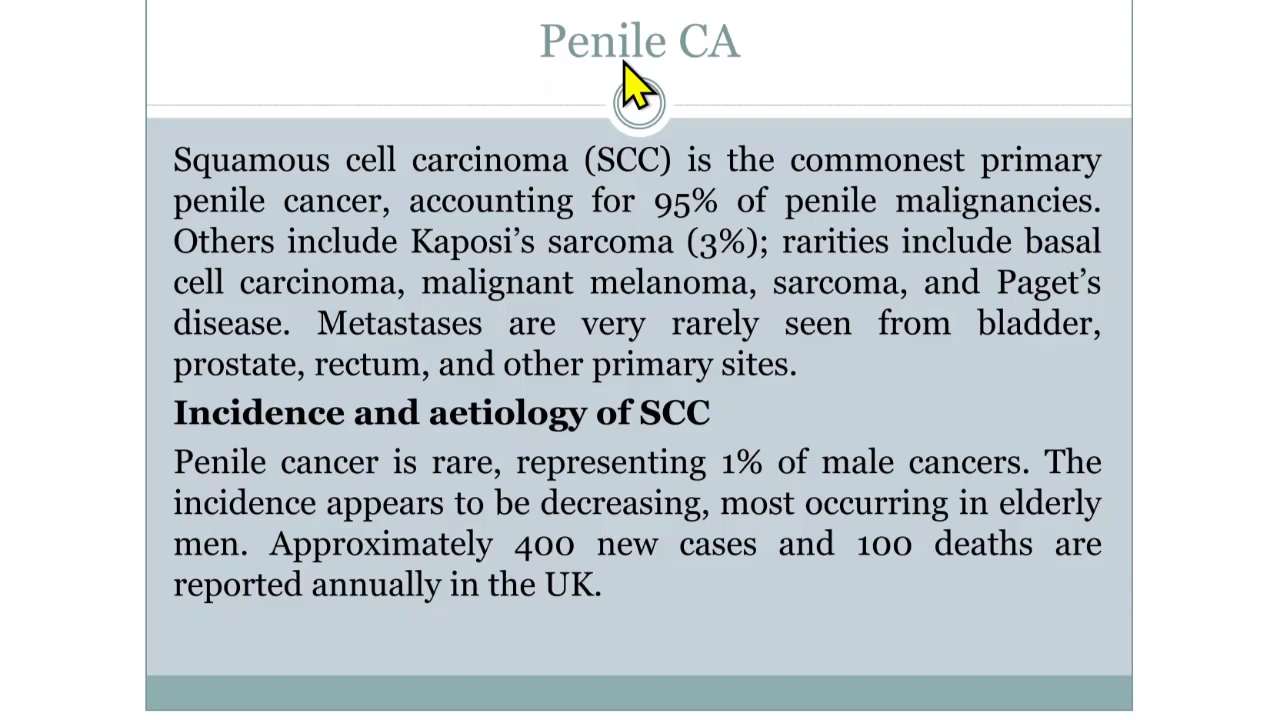 Penile CA
Squamous cell carcinoma (SCC) is the commonest primary
penile cancer, accounting for 95% of penile malignancies.
Others include Kaposi’s sarcoma (3%); rarities include basal
cell carcinoma, malignant melanoma, sarcoma, and Paget’s
disease. Metastases are very rarely seen from bladder,
prostate, rectum, and other primary sites.
Incidence and aetiology of SCC
Penile cancer is rare, representing 1% of male cancers. The
incidence appears to be decreasing, most occurring in elderly
men. Approximately 400 new cases and 100 deaths are
reported annually in the UK.